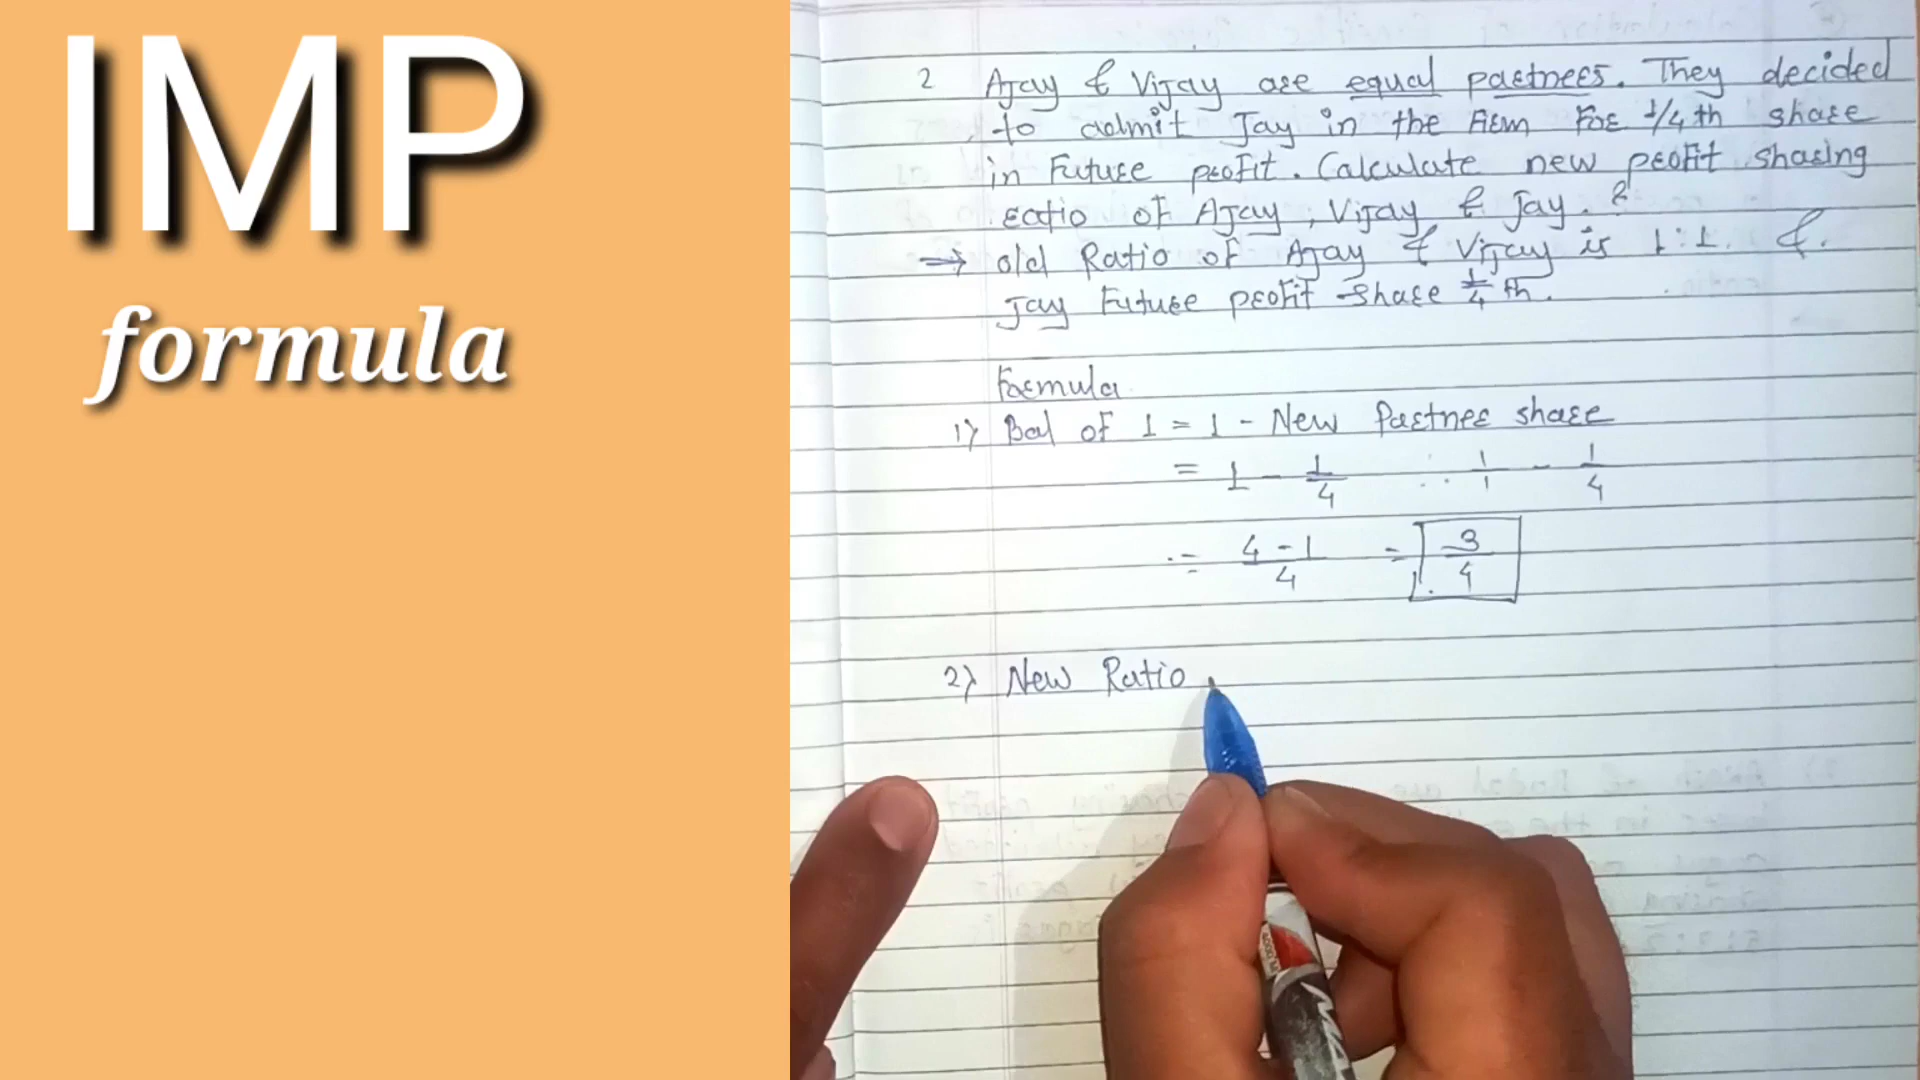 IMP
formula
2 Ajay & Vijay are equal partners. They decided
to admit Jay in the Firm For 1/4 th share
in Future profit. Calculate new profit sharing
ratio of Ajay, Vijay & Jay. ?
⇒ old Ratio of Ajay & Vijay is 1:1. &.
Jay Future profit share 1/4 th.
Formula
1) Bal of 1 = 1 - New Partner share
= 1 - 1/4 ∴ 1/1 - 1/4
∴= 4-1/4 = 3/4
2) New Ratio